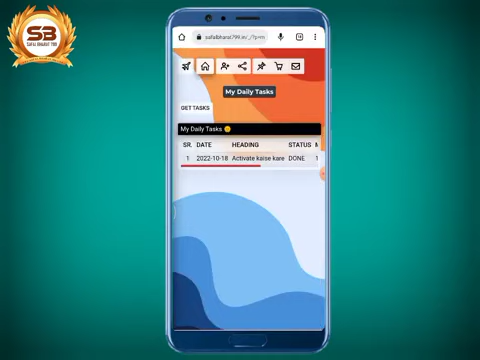 SB
SAFAL BHARAT 799
safalbharat799.in/_/?p=m
My Daily Tasks
GET TASKS
My Daily Tasks
SR. DATE HEADING STATUS
1 2022-10-18 Activate kaise kare DONE